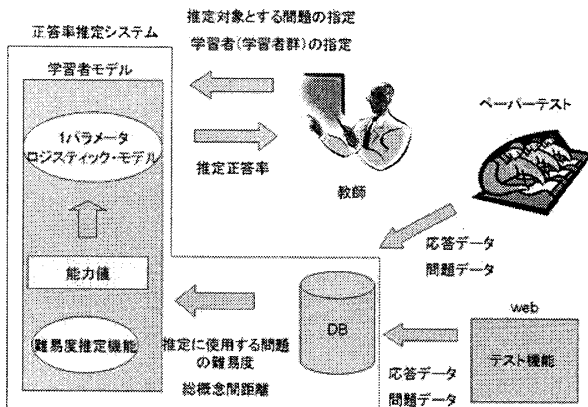 推定対象とする問題の指定
学習者(学習者群)の指定
正答率推定システム
学習者モデル
1パラメータ
ロジスティック・モデル
推定正答率
教師
ペーパーテスト
応答データ
問題データ
能力値
難易度推定機能
推定に使用する問題
の難易度
総概念間距離
DB
web
テスト機能
応答データ
問題データ